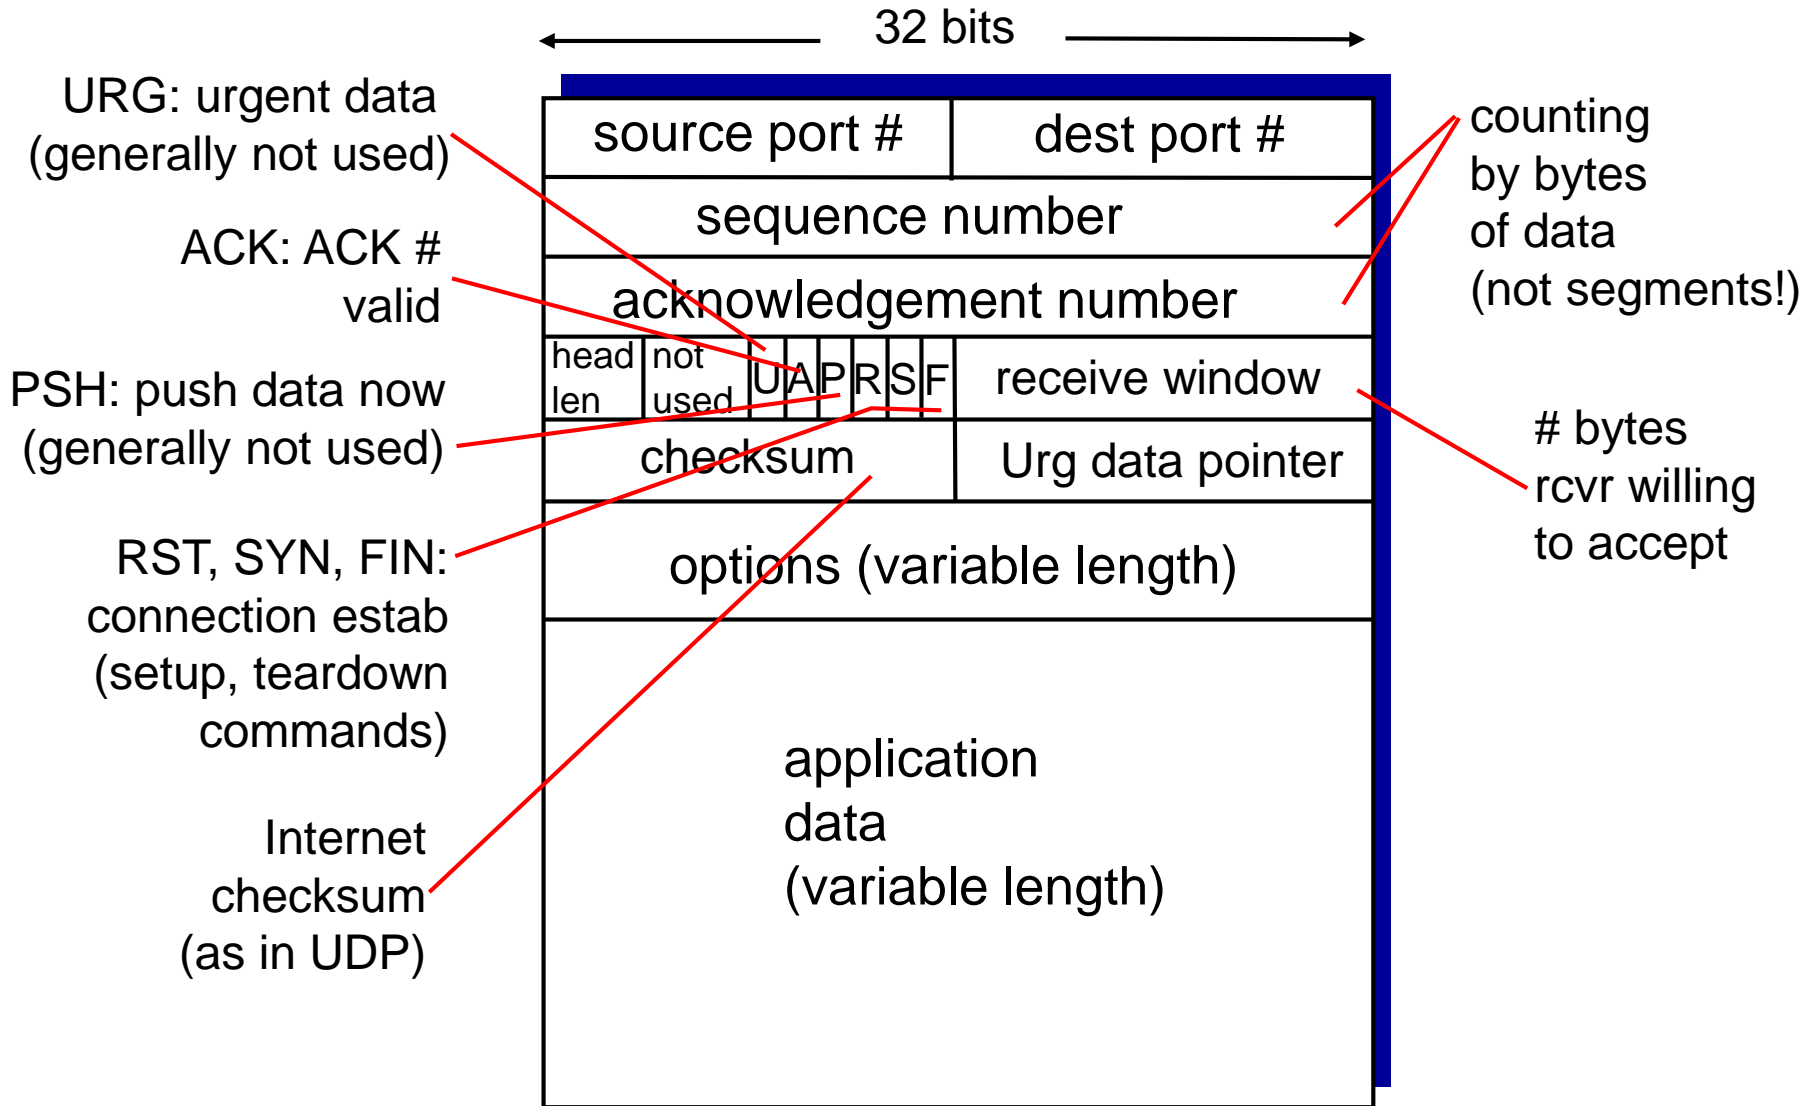 32 bits
URG: urgent data
(generally not used)
ACK: ACK #
valid
PSH: push data now
(generally not used)
RST, SYN, FIN:
connection estab
(setup, teardown
commands)
Internet
checksum
(as in UDP)
source port #
dest port #
sequence number
acknowledgement number
head
len
not
used
U
A
P
R
S
F
receive window
checksum
Urg data pointer
options (variable length)
application
data
(variable length)
counting
by bytes
of data
(not segments!)
# bytes
rcvr willing
to accept